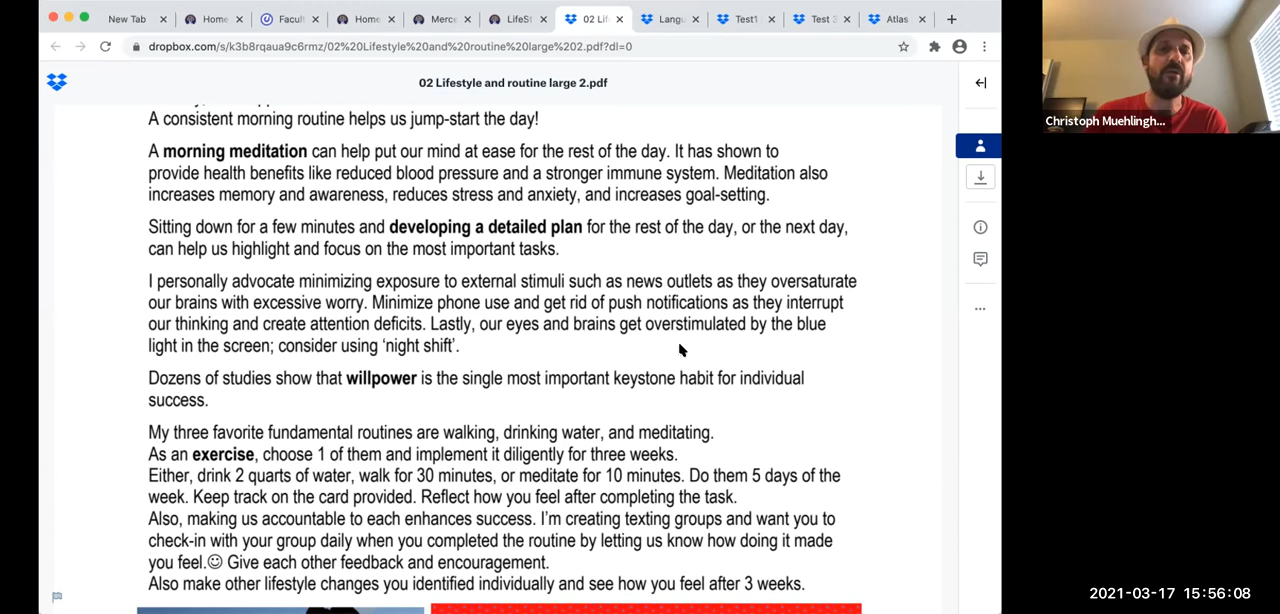 New Tab
Home
Facul
Home
Merce
LifeSt
02 Lif
Langu
Test1
Test 3
Atlas
dropbox.com/s/k3b8rqaua9c6rmz/02%20Lifestyle%20and%20routine%20large%202.pdf?dl=0
02 Lifestyle and routine large 2.pdf
A consistent morning routine helps us jump-start the day!
A morning meditation can help put our mind at ease for the rest of the day. It has shown to
provide health benefits like reduced blood pressure and a stronger immune system. Meditation also
increases memory and awareness, reduces stress and anxiety, and increases goal-setting.
Sitting down for a few minutes and developing a detailed plan for the rest of the day, or the next day,
can help us highlight and focus on the most important tasks.
I personally advocate minimizing exposure to external stimuli such as news outlets as they oversaturate
our brains with excessive worry. Minimize phone use and get rid of push notifications as they interrupt
our thinking and create attention deficits. Lastly, our eyes and brains get overstimulated by the blue
light in the screen; consider using ‘night shift’.
Dozens of studies show that willpower is the single most important keystone habit for individual
success.
My three favorite fundamental routines are walking, drinking water, and meditating.
As an exercise, choose 1 of them and implement it diligently for three weeks.
Either, drink 2 quarts of water, walk for 30 minutes, or meditate for 10 minutes. Do them 5 days of the
week. Keep track on the card provided. Reflect how you feel after completing the task.
Also, making us accountable to each enhances success. I’m creating texting groups and want you to
check-in with your group daily when you completed the routine by letting us know how doing it made
you feel.☺ Give each other feedback and encouragement.
Also make other lifestyle changes you identified individually and see how you feel after 3 weeks.
Christoph Muehlingh...
2021-03-17 15:56:08